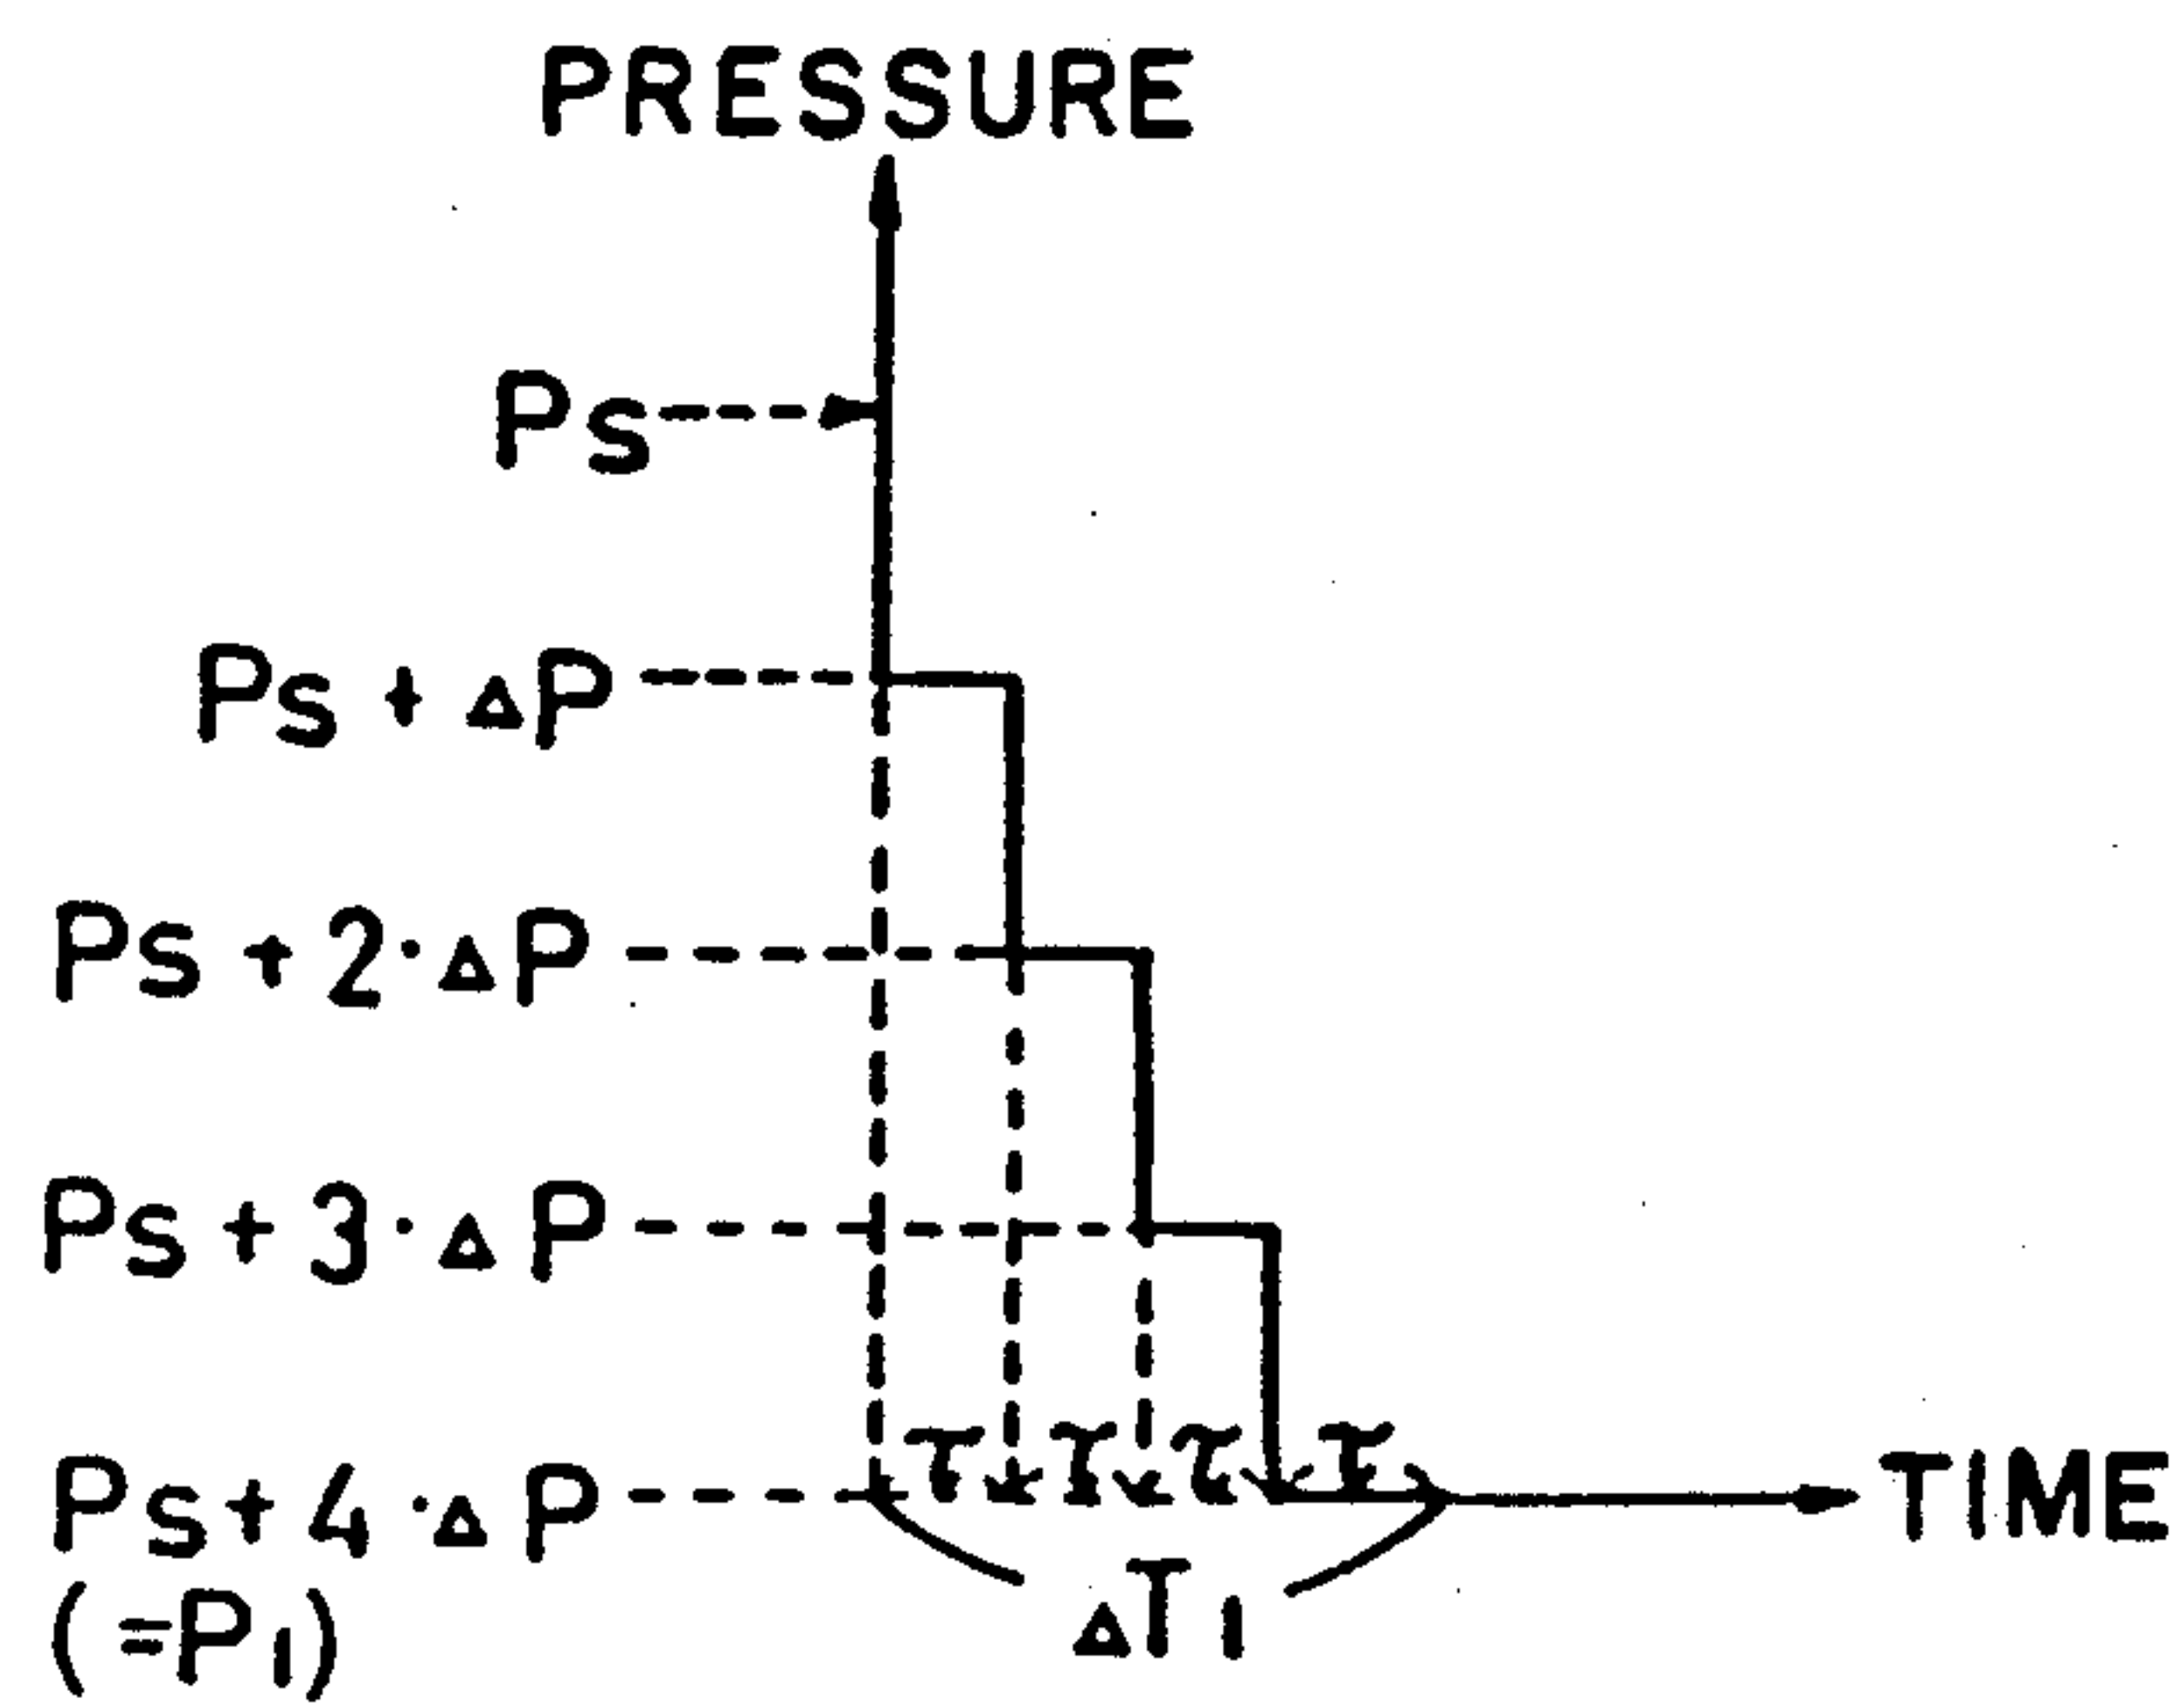 PRESSURE
Ps
Ps + ΔP
Ps + 2・ΔP
Ps + 3・ΔP
Ps + 4・ΔP
(=P1)
τ τ τ τ
TIME
ΔT1